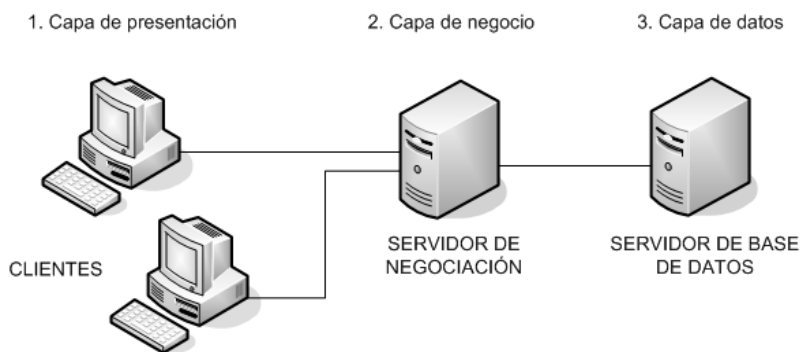 1. Capa de presentación
2. Capa de negocio
3. Capa de datos
CLIENTES
SERVIDOR DE
NEGOCIACIÓN
SERVIDOR DE BASE
DE DATOS